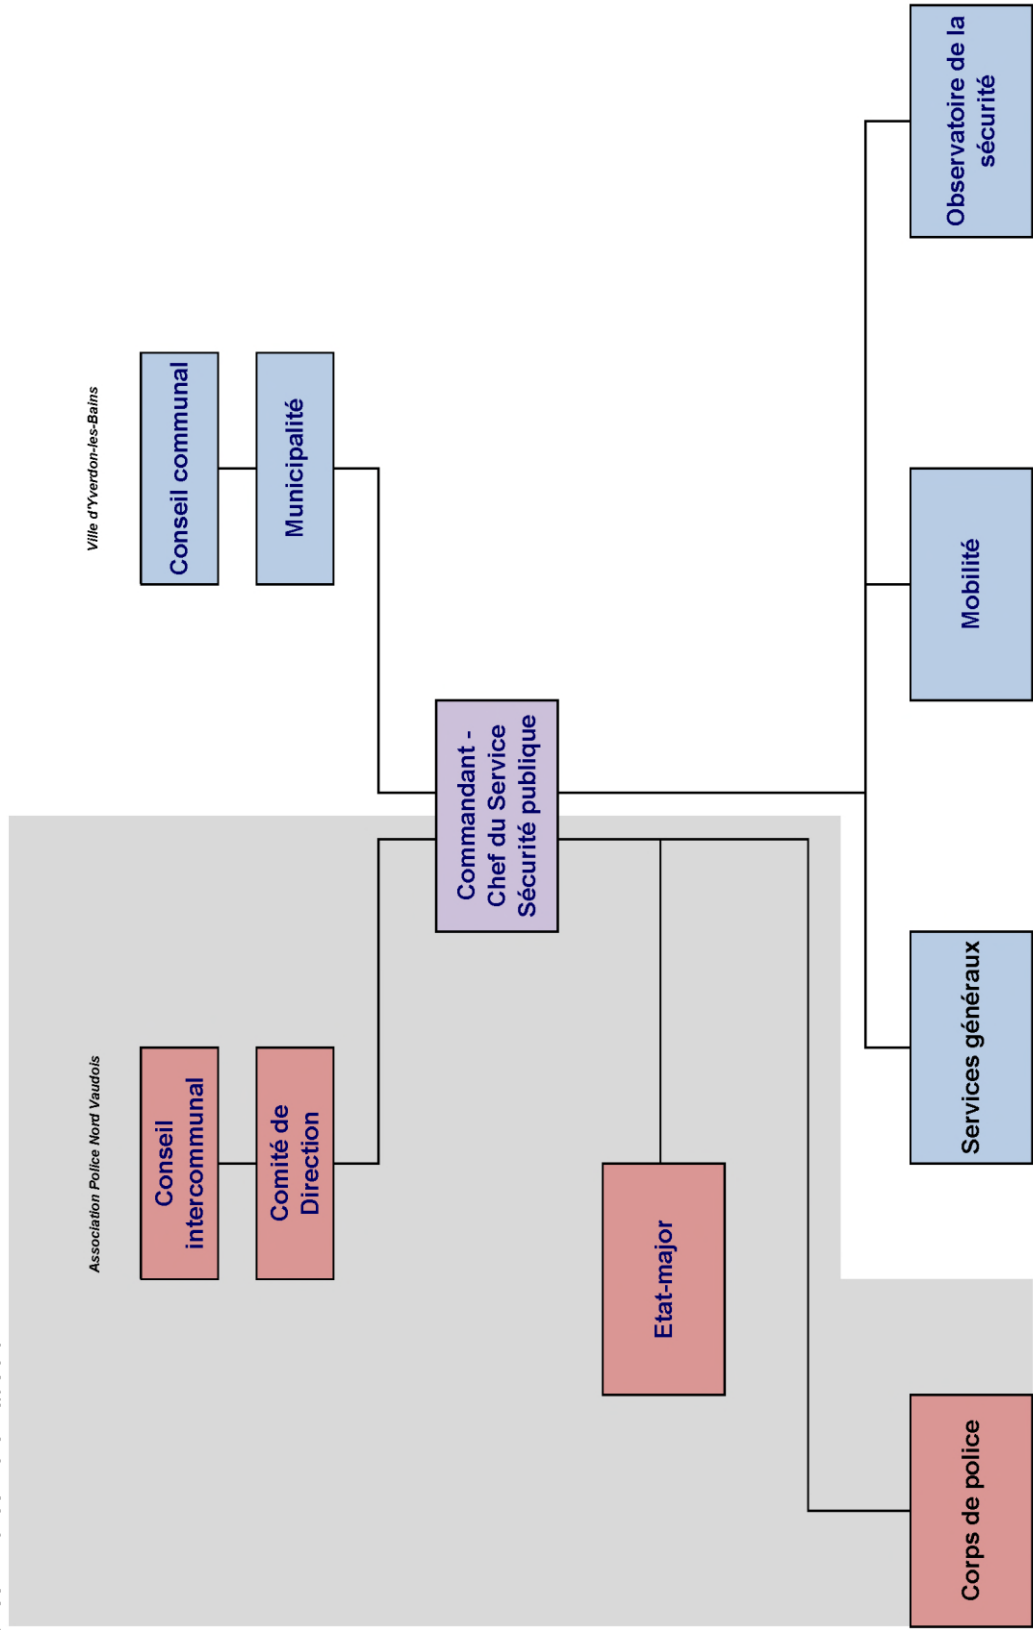 Association Police Nord Vaudois
Ville d'Yverdon-les-Bains
Conseil
intercommunal
Conseil communal
Comité de
Direction
Municipalité
Commandant -
Chef du Service
Sécurité publique
Etat-major
Corps de police
Services généraux
Mobilité
Observatoire de la
sécurité